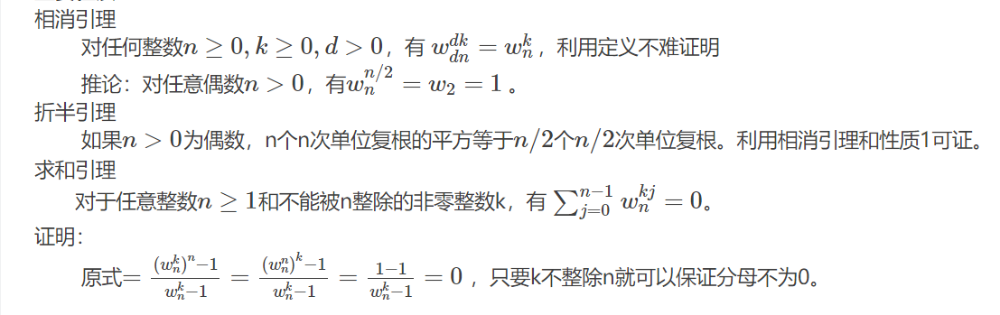 相消引理
对任何整数$n \geq 0, k \geq 0, d > 0$，有 $w_{dn}^{dk} = w_n^k$，利用定义不难证明
推论：对任意偶数$n > 0$，有$w_n^{n/2} = w_2 = 1$ 。
折半引理
如果$n > 0$为偶数，n个n次单位复根的平方等于$n/2$个$n/2$次单位复根。利用相消引理和性质1可证。
求和引理
对于任意整数$n \geq 1$和不能被n整除的非零整数k，有 $\sum_{j=0}^{n-1} w_n^{kj} = 0$。
证明：
原式$= \frac{(w_n^k)^n - 1}{w_n^k - 1} = \frac{(w_n^n)^k - 1}{w_n^k - 1} = \frac{1 - 1}{w_n^k - 1} = 0$ ，只要k不整除n就可以保证分母不为0。